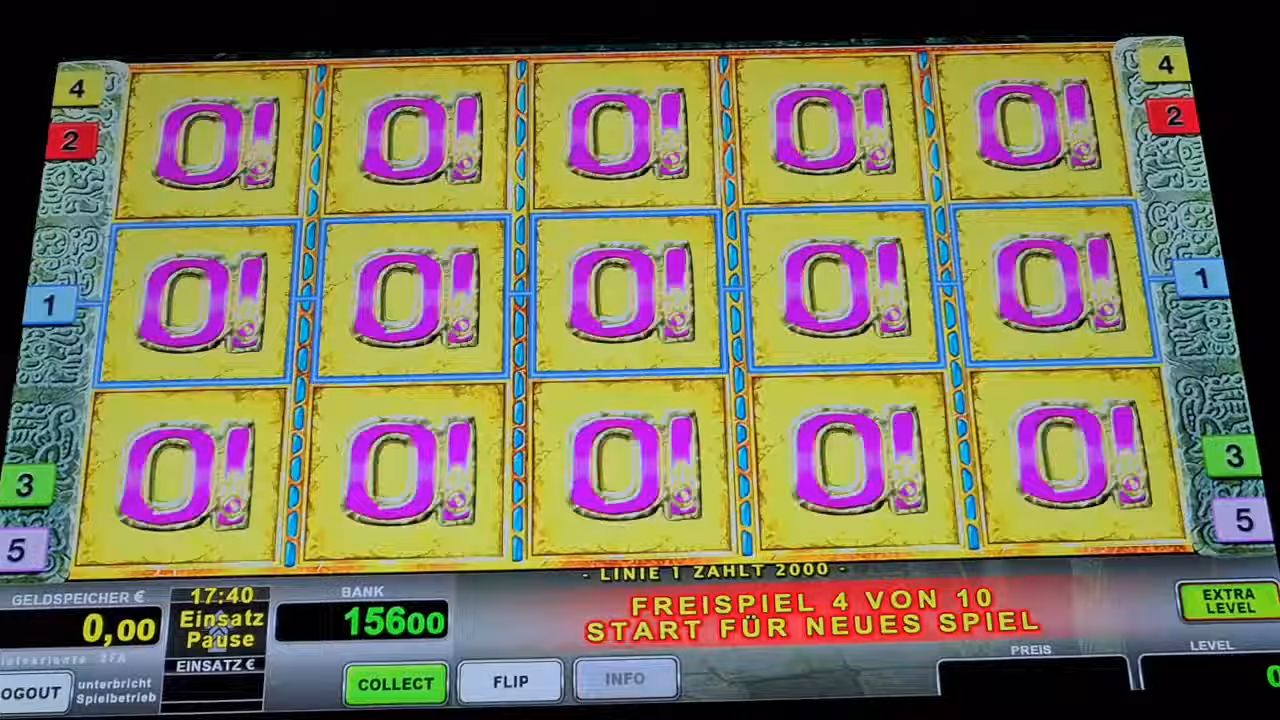 4
4
2
2
O!
O!
O!
O!
O!
1
1
O!
O!
O!
O!
O!
3
3
5
5
O!
O!
O!
O!
O!
- LINIE 1 ZAHLT 2000 -
GELDSPEICHER €
0,00
17:40
Einsatz
Pause
EINSATZ €
BANK
15600
FREISPIEL 4 VON 10
START FÜR NEUES SPIEL
EXTRA
LEVEL
PREIS
LEVEL
0
OGOUT
unterbricht
Spielbetrieb
COLLECT
FLIP
INFO